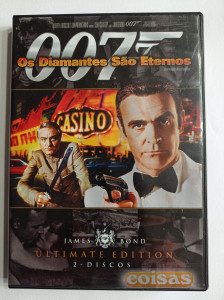 007
Os Diamantes São Eternos
CASINO
JAMES BOND
ULTIMATE EDITION
2-DISCOS
coisas